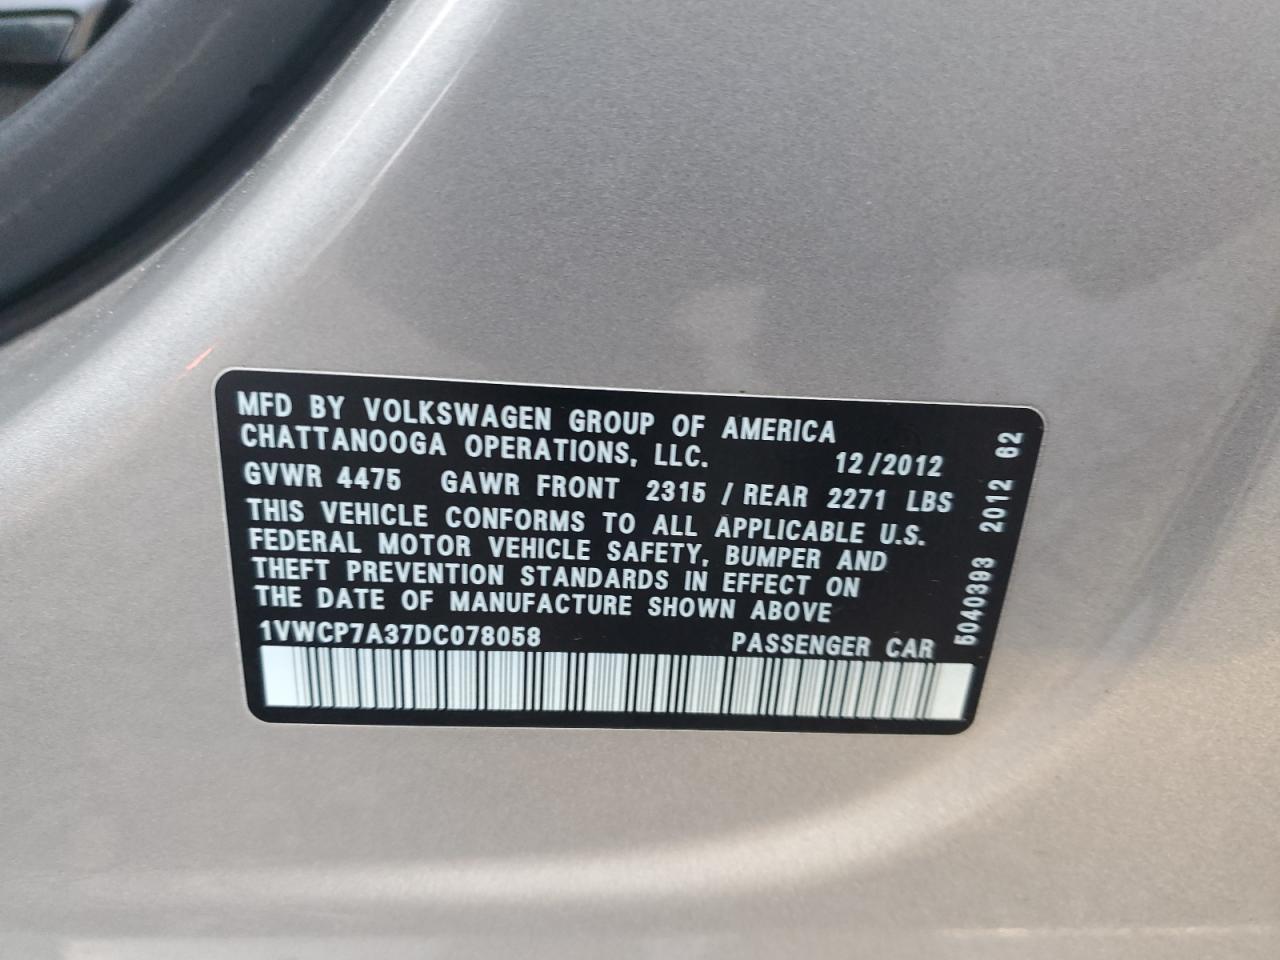 MFD BY VOLKSWAGEN GROUP OF AMERICA
CHATTANOOGA OPERATIONS, LLC. 12/2012
GVWR 4475 GAWR FRONT 2315 / REAR 2271 LBS
THIS VEHICLE CONFORMS TO ALL APPLICABLE U.S.
FEDERAL MOTOR VEHICLE SAFETY, BUMPER AND
THEFT PREVENTION STANDARDS IN EFFECT ON
THE DATE OF MANUFACTURE SHOWN ABOVE
1VWCP7A37DC078058 PASSENGER CAR
5040393 2012 62